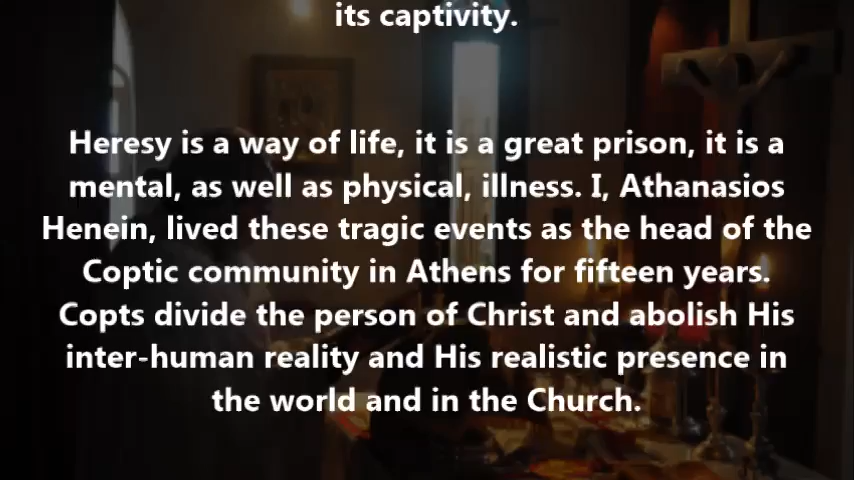 its captivity.
Heresy is a way of life, it is a great prison, it is a
mental, as well as physical, illness. I, Athanasios
Henein, lived these tragic events as the head of the
Coptic community in Athens for fifteen years.
Copts divide the person of Christ and abolish His
inter-human reality and His realistic presence in
the world and in the Church.